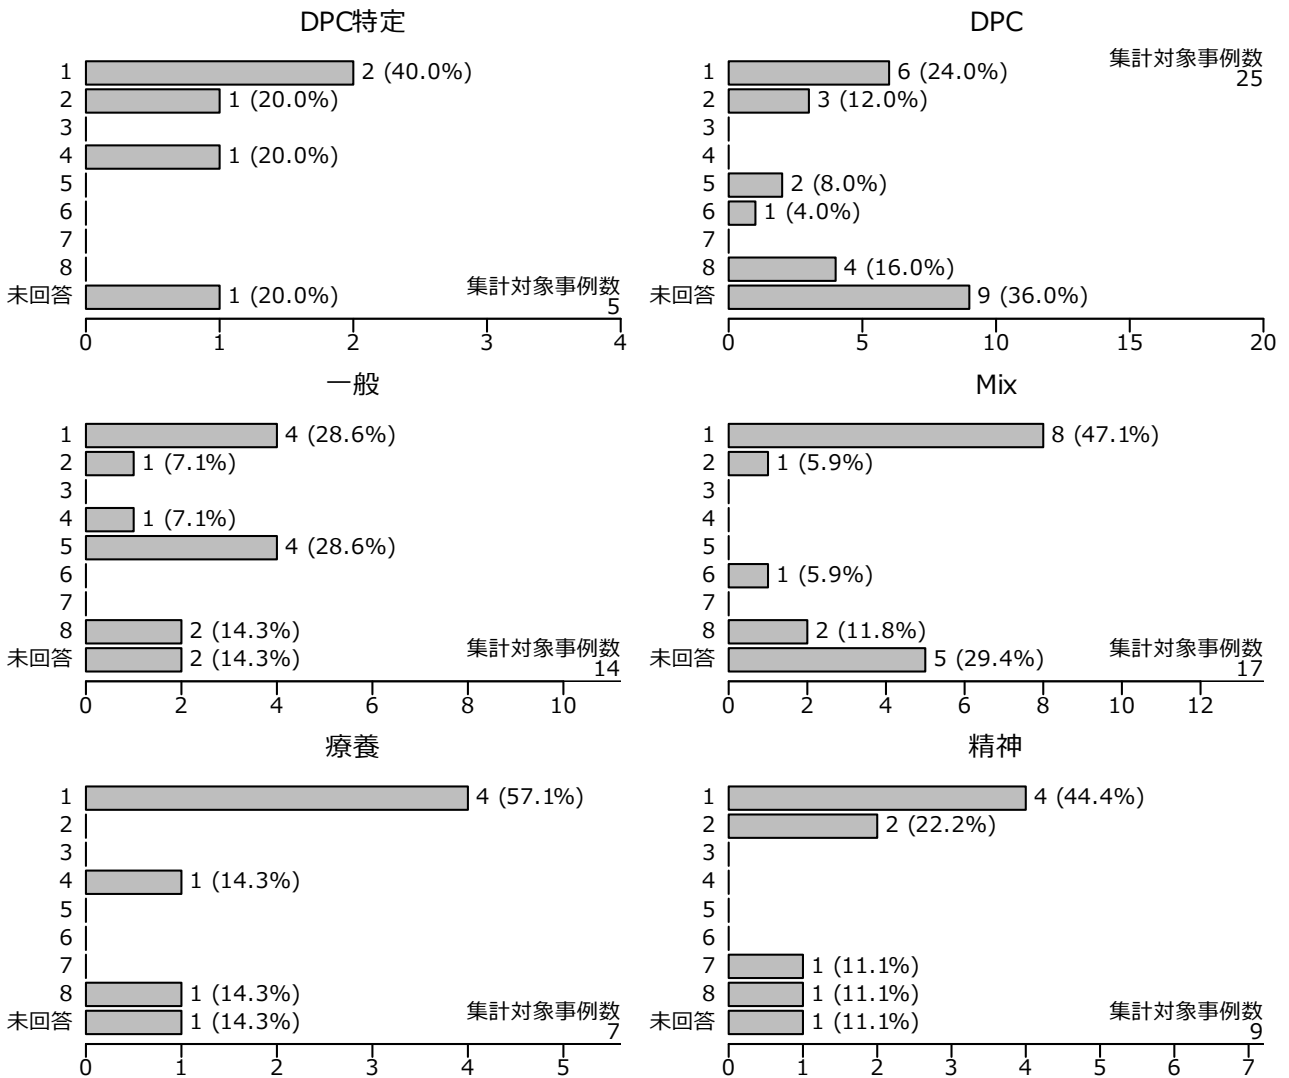 DPC特定
1 2 (40.0%)
2 1 (20.0%)
3
4 1 (20.0%)
5
6
7
8
未回答 1 (20.0%)
集計対象事例数
5
0 1 2 3 4
DPC
集計対象事例数
25
1 6 (24.0%)
2 3 (12.0%)
3
4
5 2 (8.0%)
6 1 (4.0%)
7
8 4 (16.0%)
未回答 9 (36.0%)
0 5 10 15 20
一般
1 4 (28.6%)
2 1 (7.1%)
3
4 1 (7.1%)
5 4 (28.6%)
6
7
8 2 (14.3%)
未回答 2 (14.3%)
集計対象事例数
14
0 2 4 6 8 10
Mix
1 8 (47.1%)
2 1 (5.9%)
3
4
5
6 1 (5.9%)
7
8 2 (11.8%)
未回答 5 (29.4%)
集計対象事例数
17
0 2 4 6 8 10 12
療養
1 4 (57.1%)
2
3
4 1 (14.3%)
5
6
7
8 1 (14.3%)
未回答 1 (14.3%)
集計対象事例数
7
0 1 2 3 4 5
精神
1 4 (44.4%)
2 2 (22.2%)
3
4
5
6
7 1 (11.1%)
8 1 (11.1%)
未回答 1 (11.1%)
集計対象事例数
9
0 1 2 3 4 5 6 7